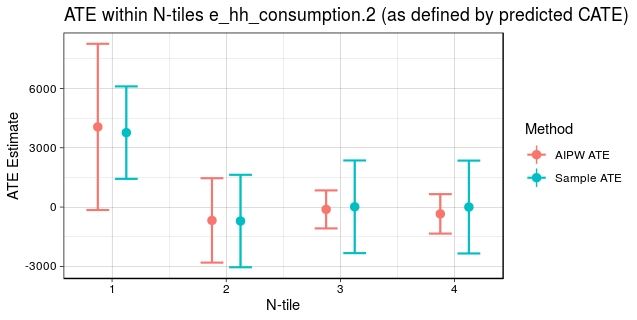 ATE within N-tiles e_hh_consumption.2 (as defined by predicted CATE)
ATE Estimate
6000
3000
0
-3000
1 2 3 4
N-tile
Method
AIPW ATE
Sample ATE